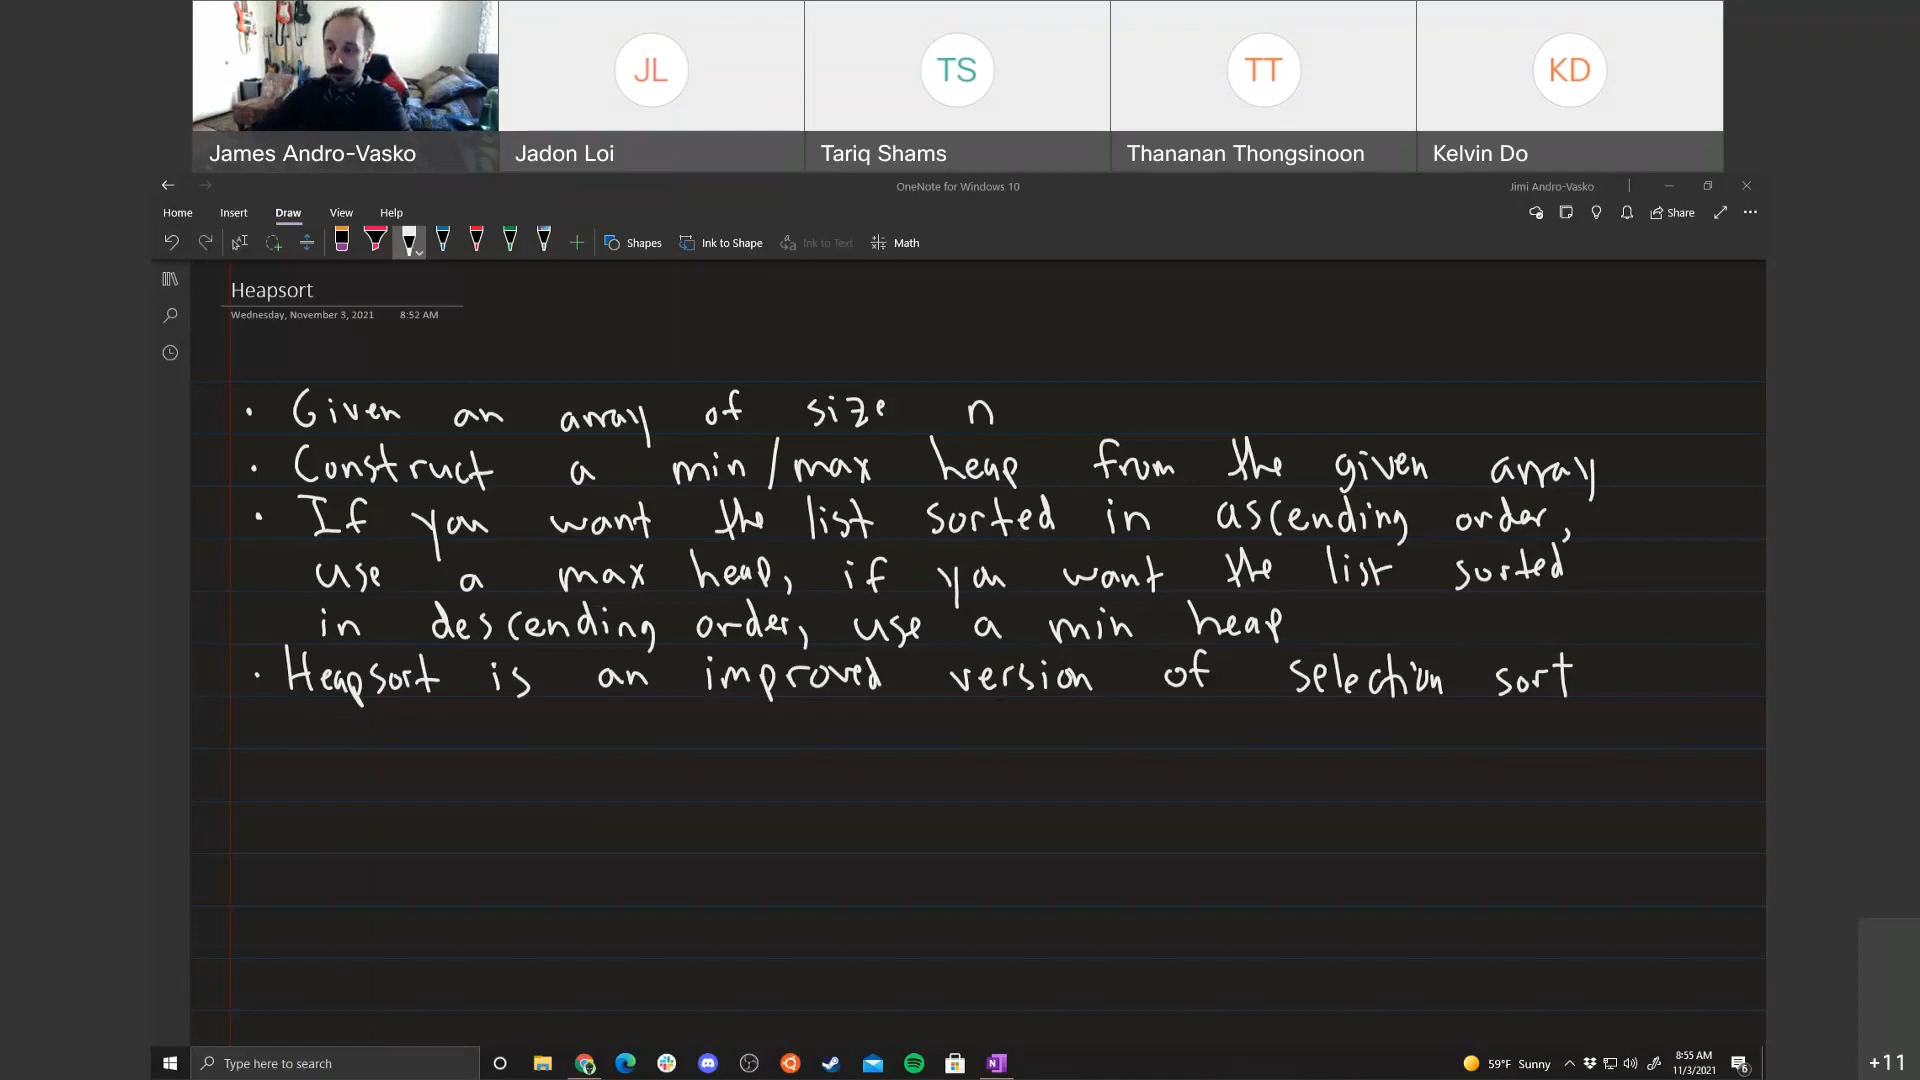 JL TS TT KD
James Andro-Vasko Jadon Loi Tariq Shams Thananan Thongsinoon Kelvin Do
OneNote for Windows 10 Jimi Andro-Vasko
Home Insert Draw View Help Share
Shapes Ink to Shape Ink to Text Math
Heapsort
Wednesday, November 3, 2021 8:52 AM
· Given an array of size n
· Construct a min/max heap from the given array
· If you want the list sorted in ascending order,
use a max heap, if you want the list sorted
in descending order, use a min heap
· Heapsort is an improved version of selection sort
Type here to search 59°F Sunny 8:55 AM
11/3/2021 6
+11